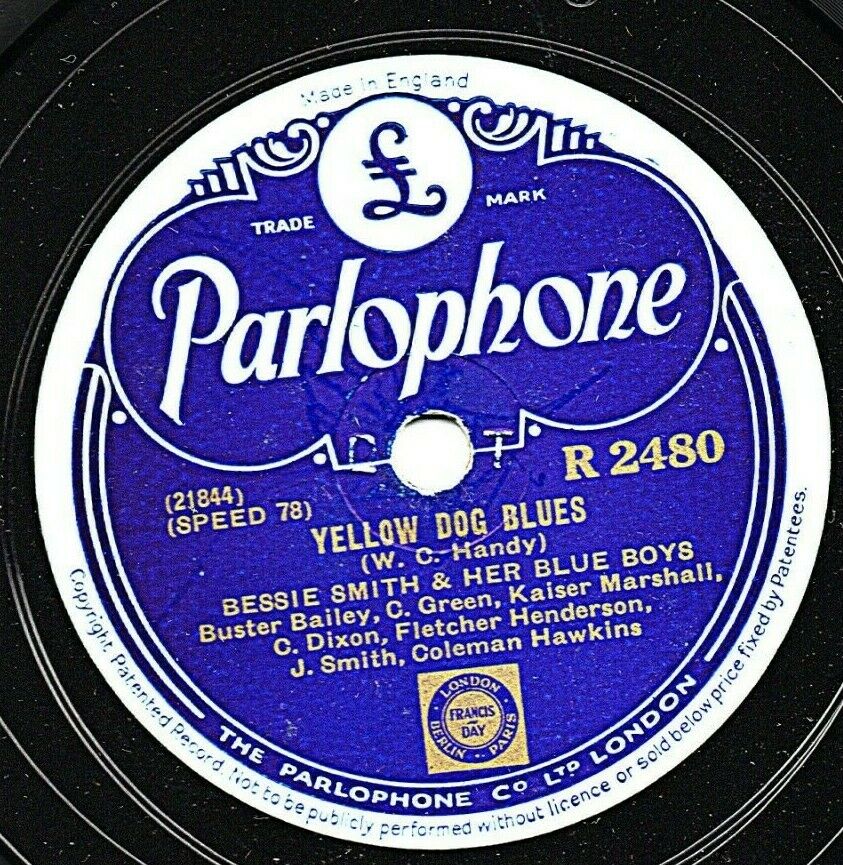 Made in England
£
TRADE MARK
Parlophone
R 2480
(21844)
(SPEED 78)
YELLOW DOG BLUES
(W. C. Handy)
BESSIE SMITH & HER BLUE BOYS
Buster Bailey, C. Green, Kaiser Marshall,
C. Dixon, Fletcher Henderson,
J. Smith, Coleman Hawkins
LONDON
FRANCIS
DAY
BERLIN PARIS
THE PARLOPHONE CO LTD LONDON
Copyright. Patented Record. Not to be publicly performed without licence or sold below price fixed by Patentees.